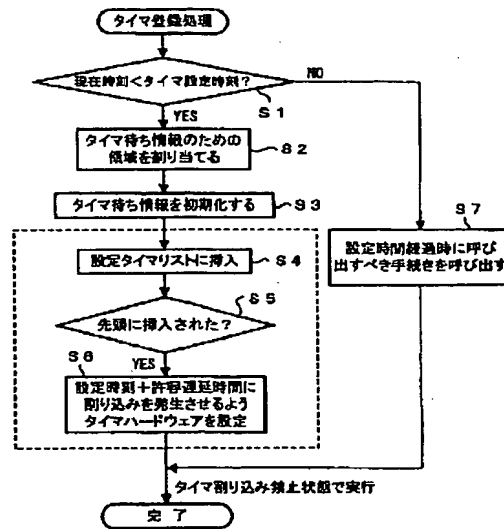 タイマ登録処理
現在時刻<タイマ設定時刻?
NO
S1
YES
タイマ待ち情報のための
領域を割り当てる
S2
タイマ待ち情報を初期化する
S3
S7
設定時間経過時に呼び
出すべき手続きを呼び出す
設定タイマリストに挿入
S4
S5
先頭に挿入された?
S6
YES
設定時刻+許容遅延時間に
割り込みを発生させるよう
タイマハードウェアを設定
タイマ割り込み禁止状態で実行
完了